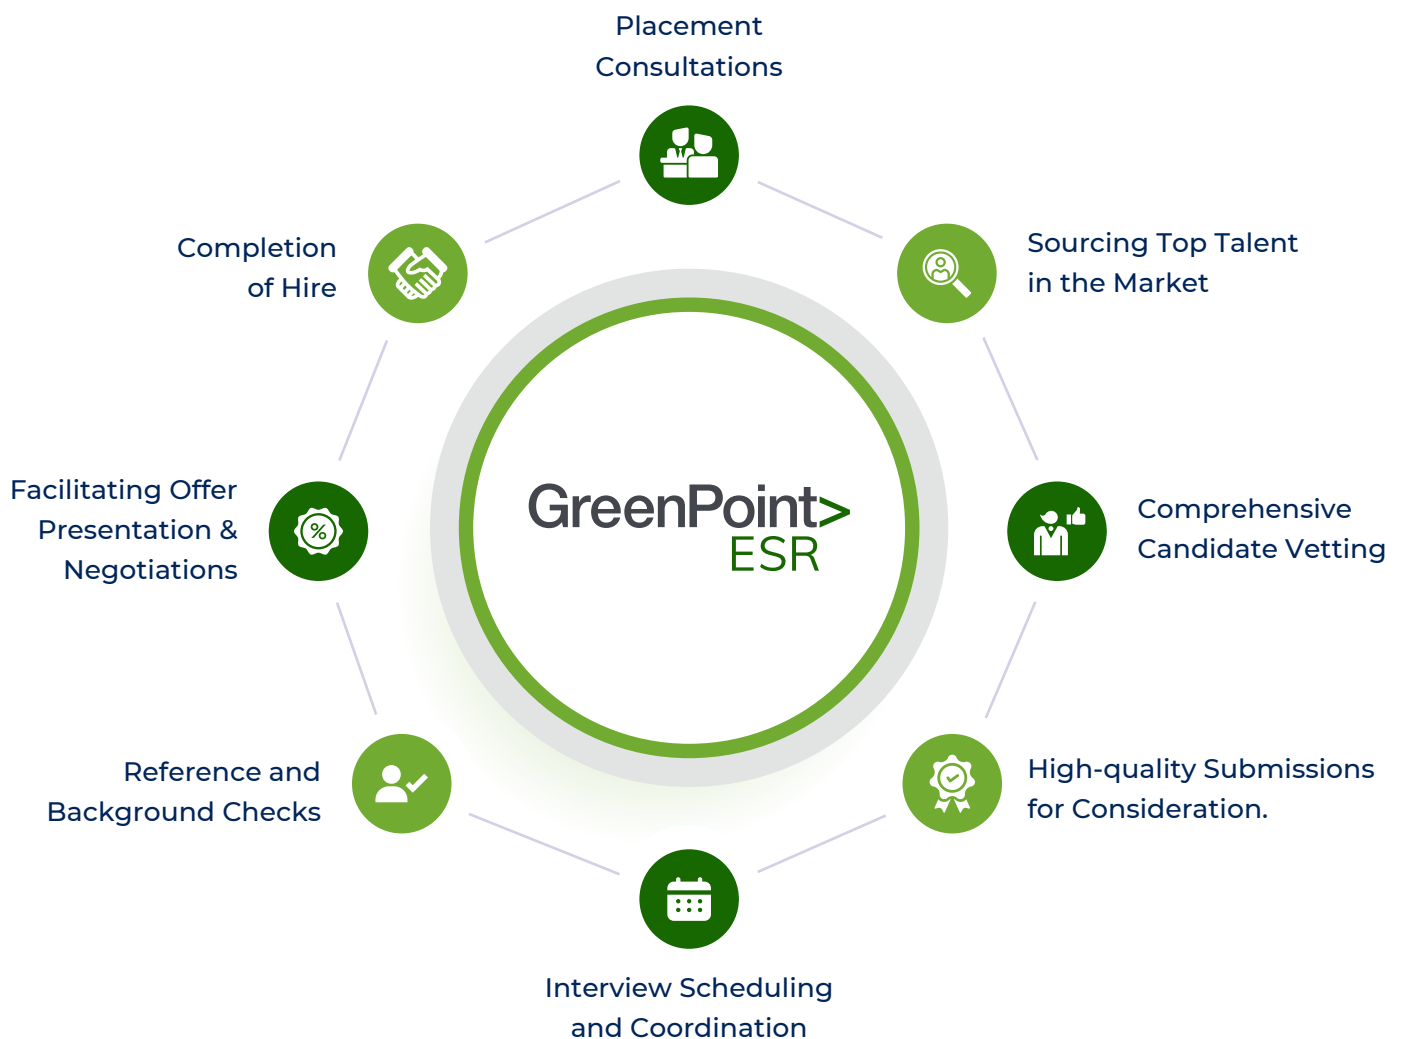 Placement
Consultations
Sourcing Top Talent
in the Market
Comprehensive
Candidate Vetting
High-quality Submissions
for Consideration.
Interview Scheduling
and Coordination
Reference and
Background Checks
Facilitating Offer
Presentation &
Negotiations
Completion
of Hire
GreenPoint>
ESR
%